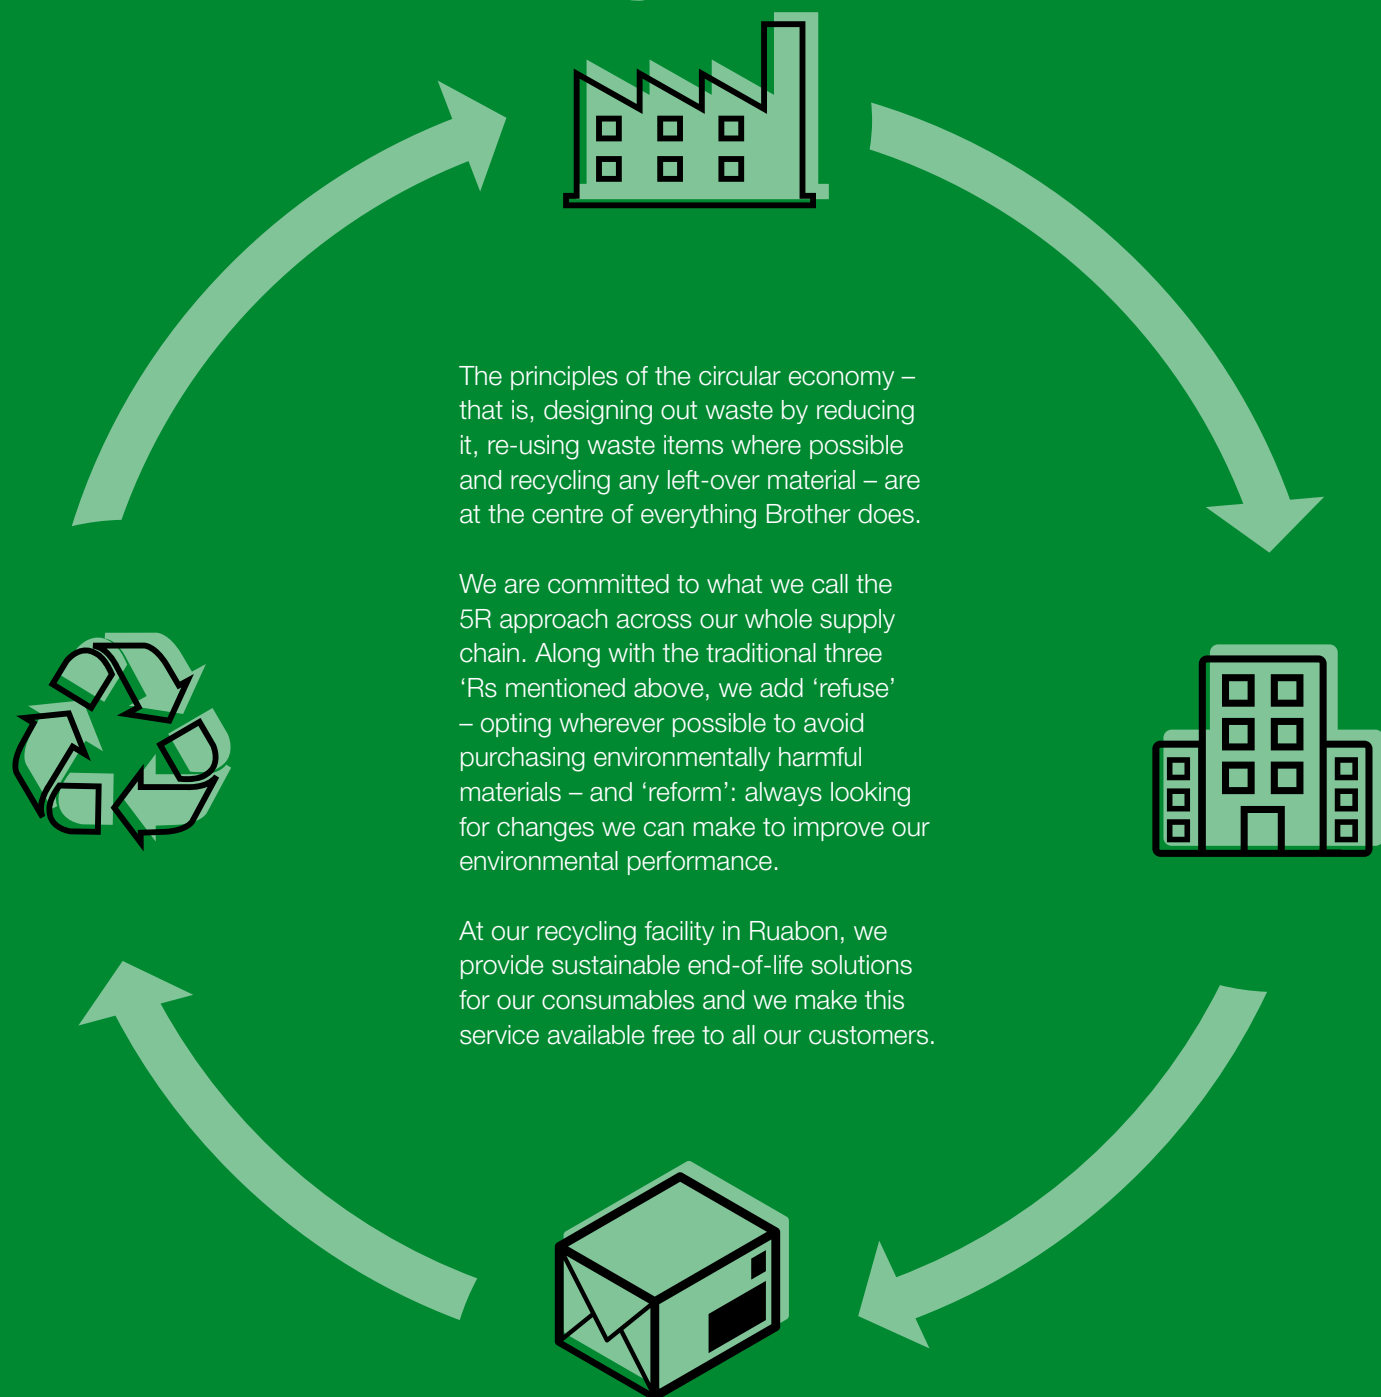 The principles of the circular economy –
that is, designing out waste by reducing
it, re-using waste items where possible
and recycling any left-over material – are
at the centre of everything Brother does.
We are committed to what we call the
5R approach across our whole supply
chain. Along with the traditional three
‘Rs mentioned above, we add ‘refuse’
– opting wherever possible to avoid
purchasing environmentally harmful
materials – and ‘reform’: always looking
for changes we can make to improve our
environmental performance.
At our recycling facility in Ruabon, we
provide sustainable end-of-life solutions
for our consumables and we make this
service available free to all our customers.